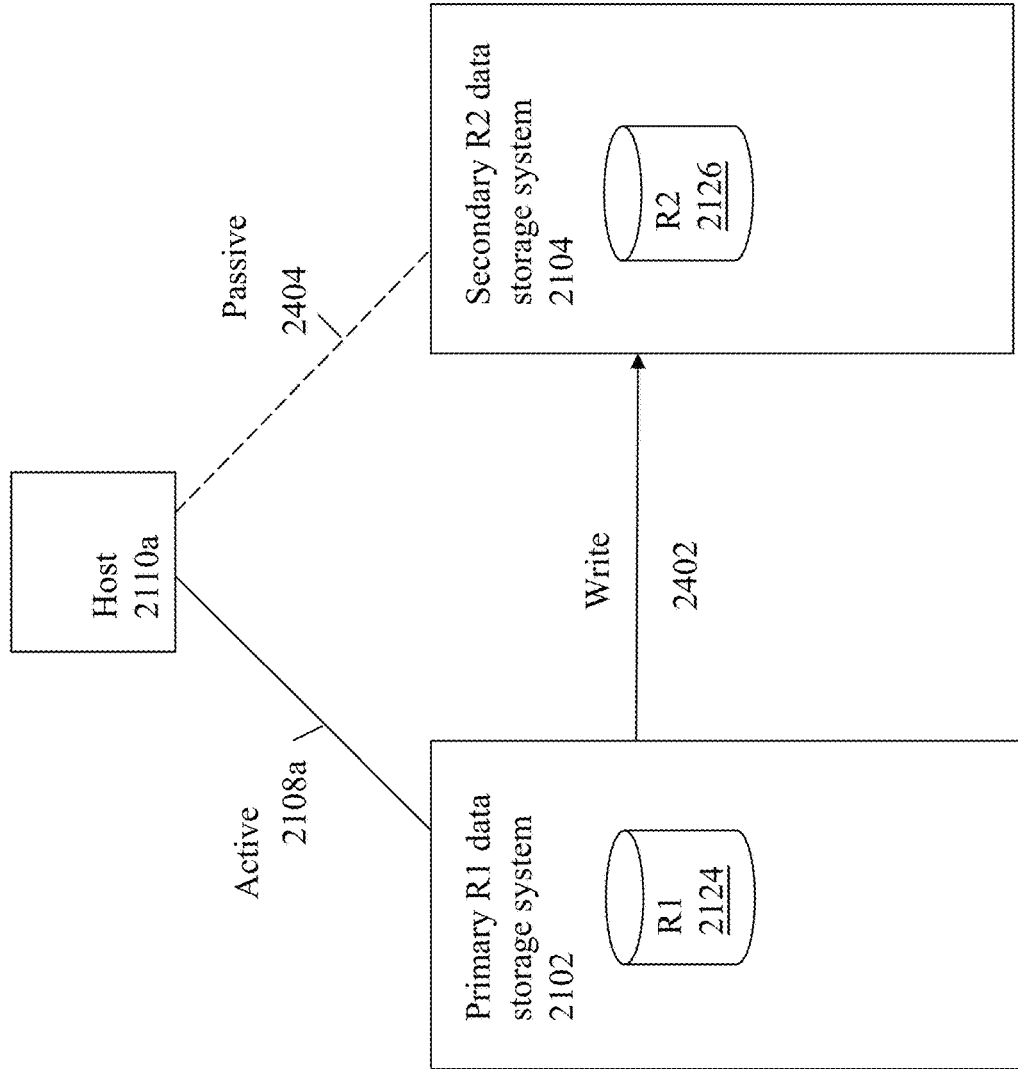 Host
2110a
Active
2108a
Passive
2404
Primary R1 data
storage system
2102
R1
2124
Write
2402
Secondary R2 data
storage system
2104
R2
2126